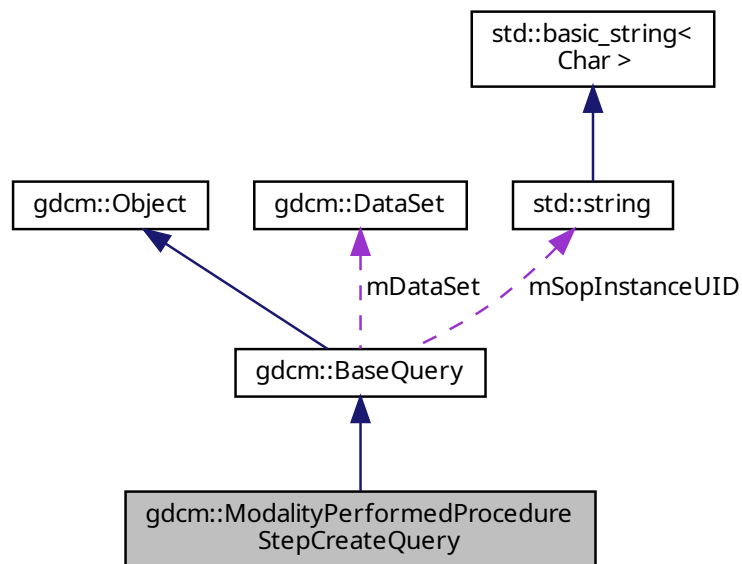 std::basic_string<
Char >
gdcm::Object
gdcm::DataSet
std::string
mDataSet
mSopInstanceUID
gdcm::BaseQuery
gdcm::ModalityPerformedProcedure
StepCreateQuery